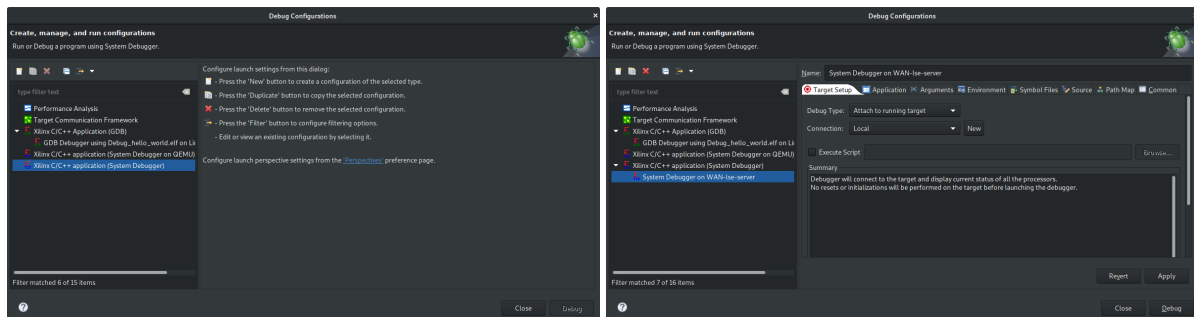 Debug Configurations
Create, manage, and run configurations
Run or Debug a program using System Debugger.
type filter text
Performance Analysis
Target Communication Framework
Xilinx C/C++ Application (GDB)
GDB Debugger using Debug_hello_world.elf on Li
Xilinx C/C++ application (System Debugger on QEMU)
Xilinx C/C++ application (System Debugger)
Filter matched 6 of 15 items
Configure launch settings from this dialog:
- Press the 'New' button to create a configuration of the selected type.
- Press the 'Duplicate' button to copy the selected configuration.
- Press the 'Delete' button to remove the selected configuration.
- Press the 'Filter' button to configure filtering options.
- Edit or view an existing configuration by selecting it.
Configure launch perspective settings from the 'Perspectives' preference page.
Close Debug
Debug Configurations
Create, manage, and run configurations
Run or Debug a program using System Debugger.
type filter text
Performance Analysis
Target Communication Framework
Xilinx C/C++ Application (GDB)
GDB Debugger using Debug_hello_world.elf on Li
Xilinx C/C++ application (System Debugger on QEMU)
Xilinx C/C++ application (System Debugger)
System Debugger on WAN-lse-server
Filter matched 7 of 16 items
Name: System Debugger on WAN-lse-server
Target Setup Application Arguments Environment Symbol Files Source Path Map Common
Debug Type: Attach to running target
Connection: Local New
Execute Script Browse...
Summary
Debugger will connect to the target and display current status of all the processors.
No resets or initializations will be performed on the target before launching the debugger.
Revert Apply
Close Debug